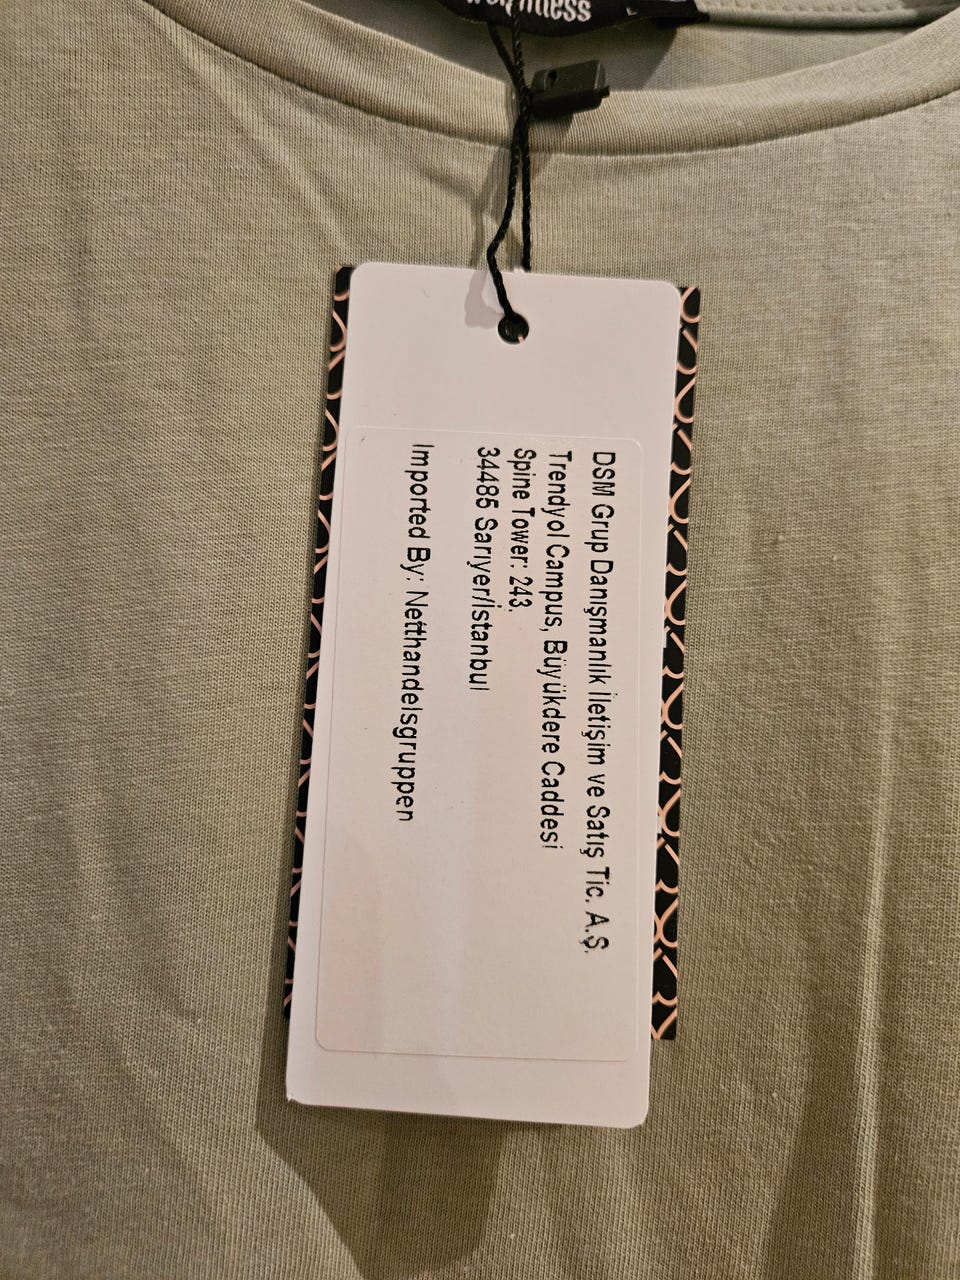 DSM Grup Danışmanlık İletişim ve Satış Tic. A.Ş.
Trendyol Campus, Büyükdere Caddesi
Spine Tower: 243,
34485 Sarıyer/İstanbul
Imported By: Netthandelsgruppen